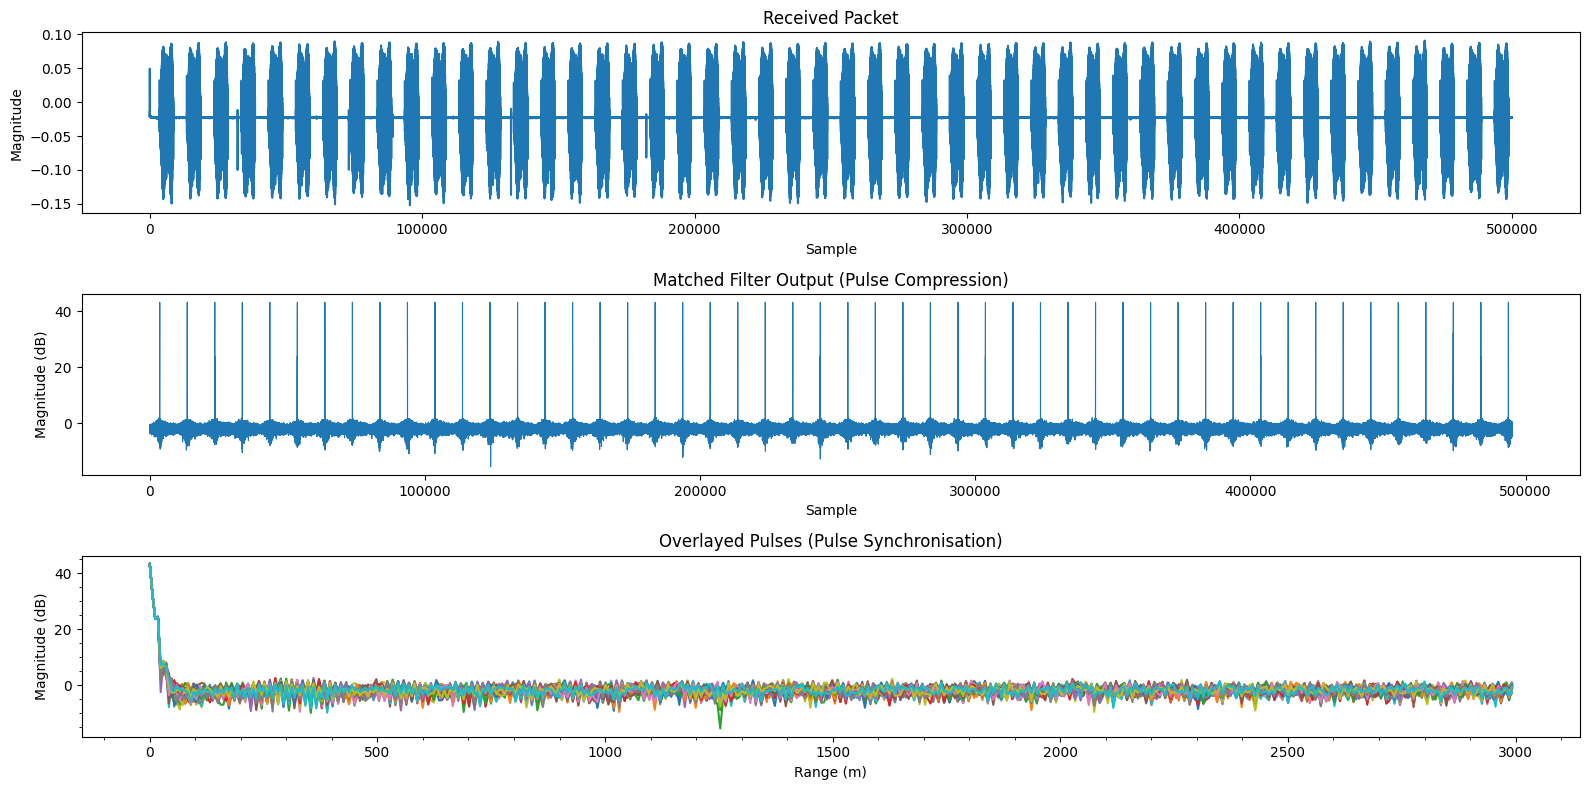 Received Packet
0.10
0.05
0.00
−0.05
−0.10
−0.15
Magnitude
0 100000 200000 300000 400000 500000
Sample
Matched Filter Output (Pulse Compression)
40
20
0
Magnitude (dB)
0 100000 200000 300000 400000 500000
Sample
Overlayed Pulses (Pulse Synchronisation)
40
20
0
Magnitude (dB)
0 500 1000 1500 2000 2500 3000
Range (m)